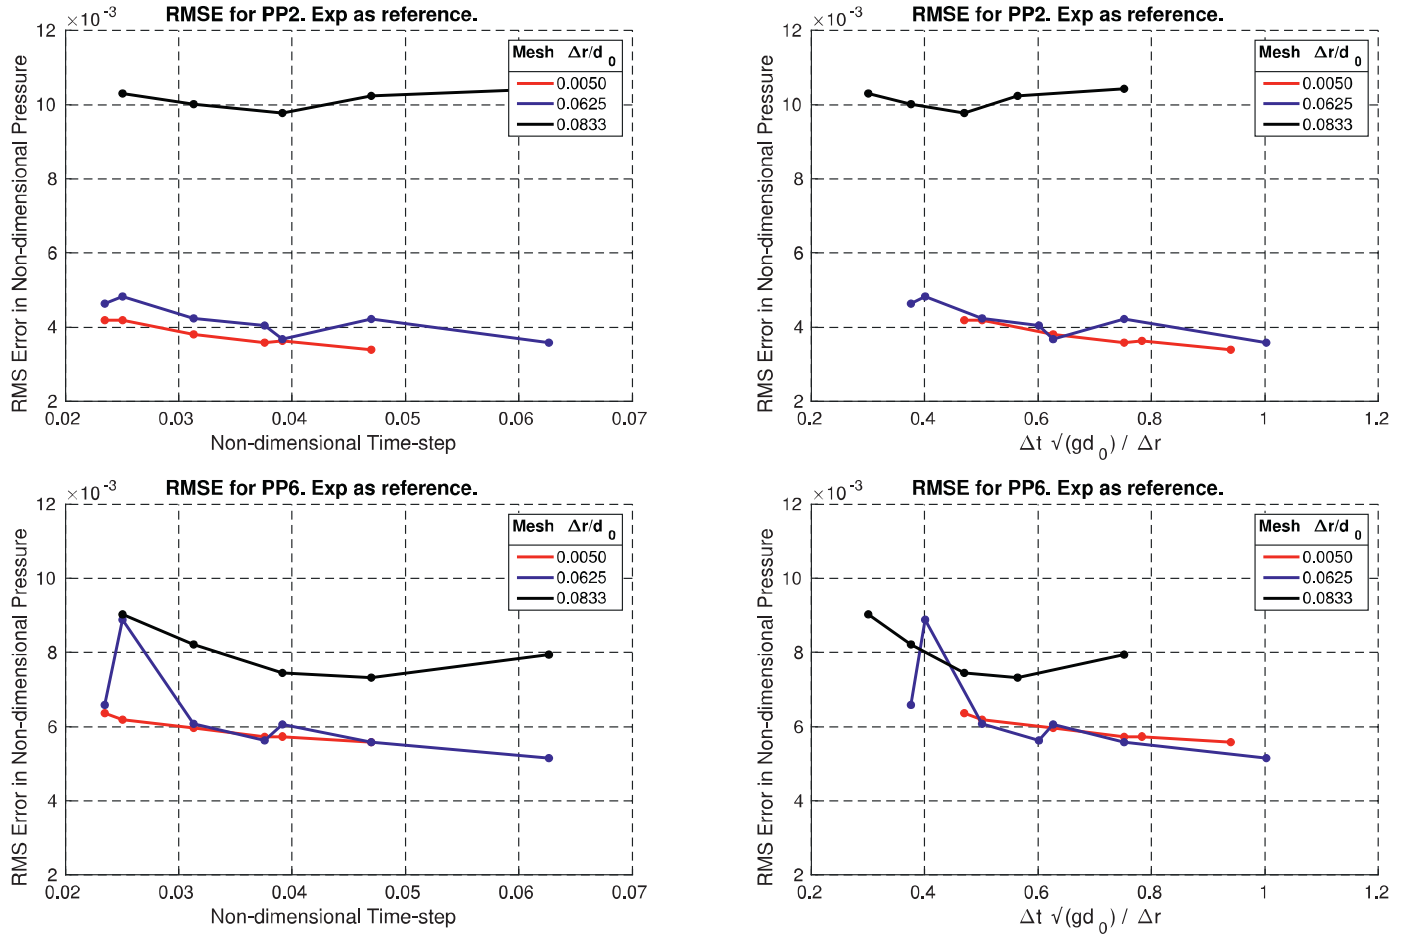 RMSE for PP2. Exp as reference.
×10⁻³
12
10
8
6
4
2
RMS Error in Non-dimensional Pressure
0.02 0.03 0.04 0.05 0.06 0.07
Non-dimensional Time-step
Mesh Δr/d₀
0.0050
0.0625
0.0833
RMSE for PP2. Exp as reference.
×10⁻³
12
10
8
6
4
2
RMS Error in Non-dimensional Pressure
0.2 0.4 0.6 0.8 1 1.2
Δt √(gd₀) / Δr
Mesh Δr/d₀
0.0050
0.0625
0.0833
RMSE for PP6. Exp as reference.
×10⁻³
12
10
8
6
4
2
RMS Error in Non-dimensional Pressure
0.02 0.03 0.04 0.05 0.06 0.07
Non-dimensional Time-step
Mesh Δr/d₀
0.0050
0.0625
0.0833
RMSE for PP6. Exp as reference.
×10⁻³
12
10
8
6
4
2
RMS Error in Non-dimensional Pressure
0.2 0.4 0.6 0.8 1 1.2
Δt √(gd₀) / Δr
Mesh Δr/d₀
0.0050
0.0625
0.0833